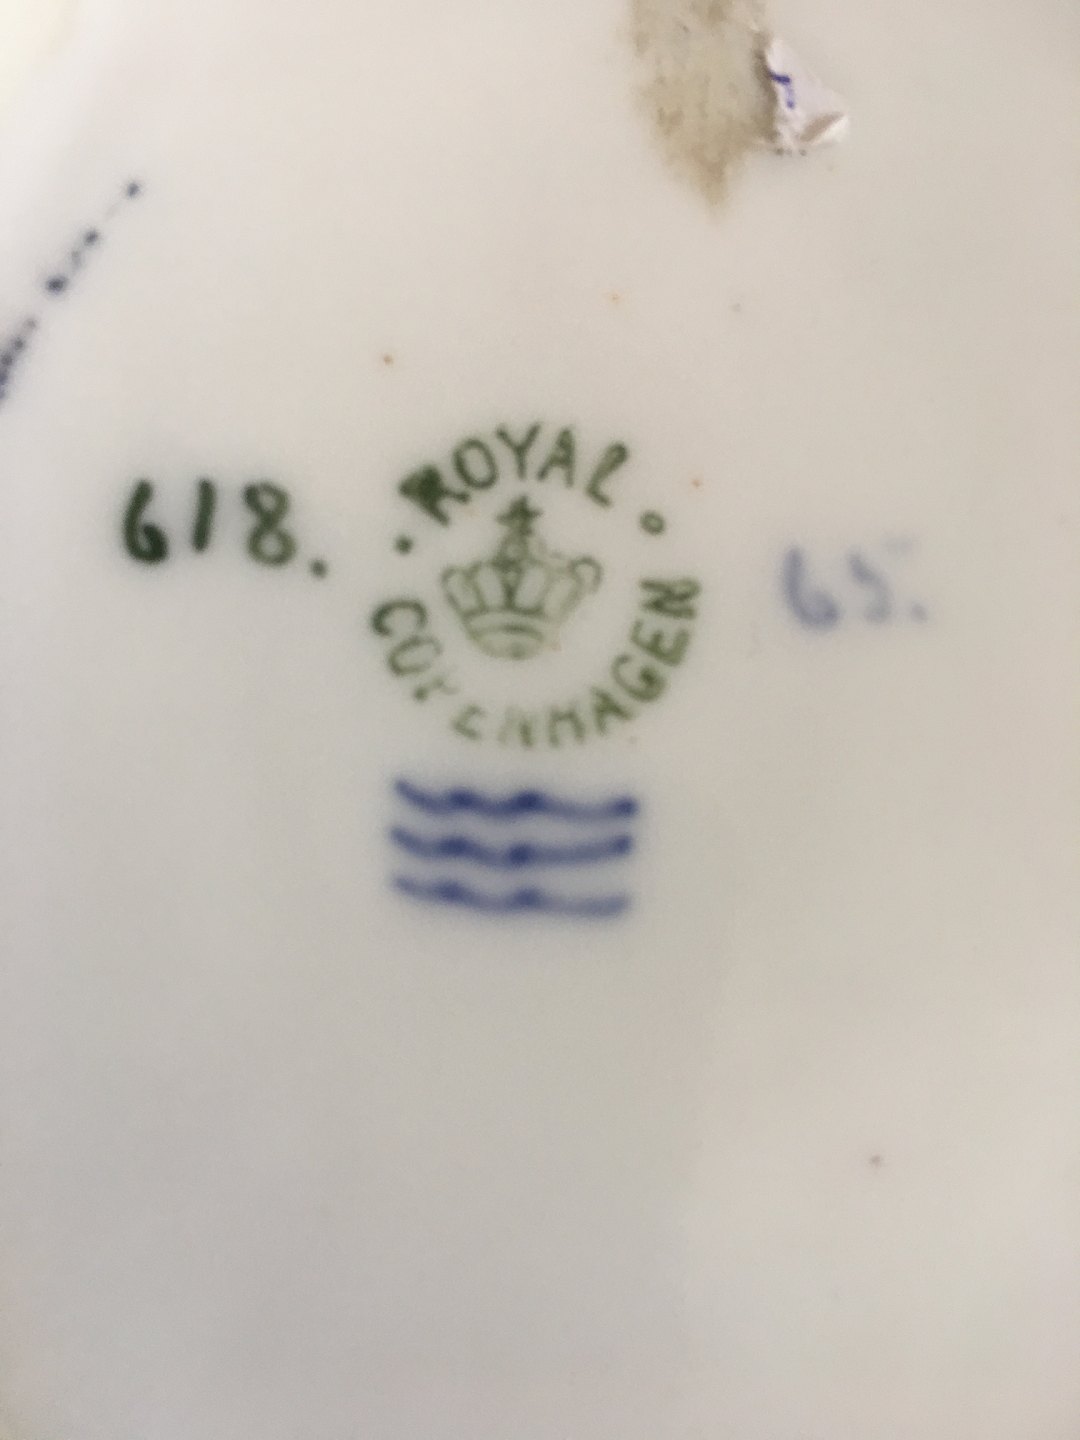 618.
ROYAL
COPENHAGEN
65.